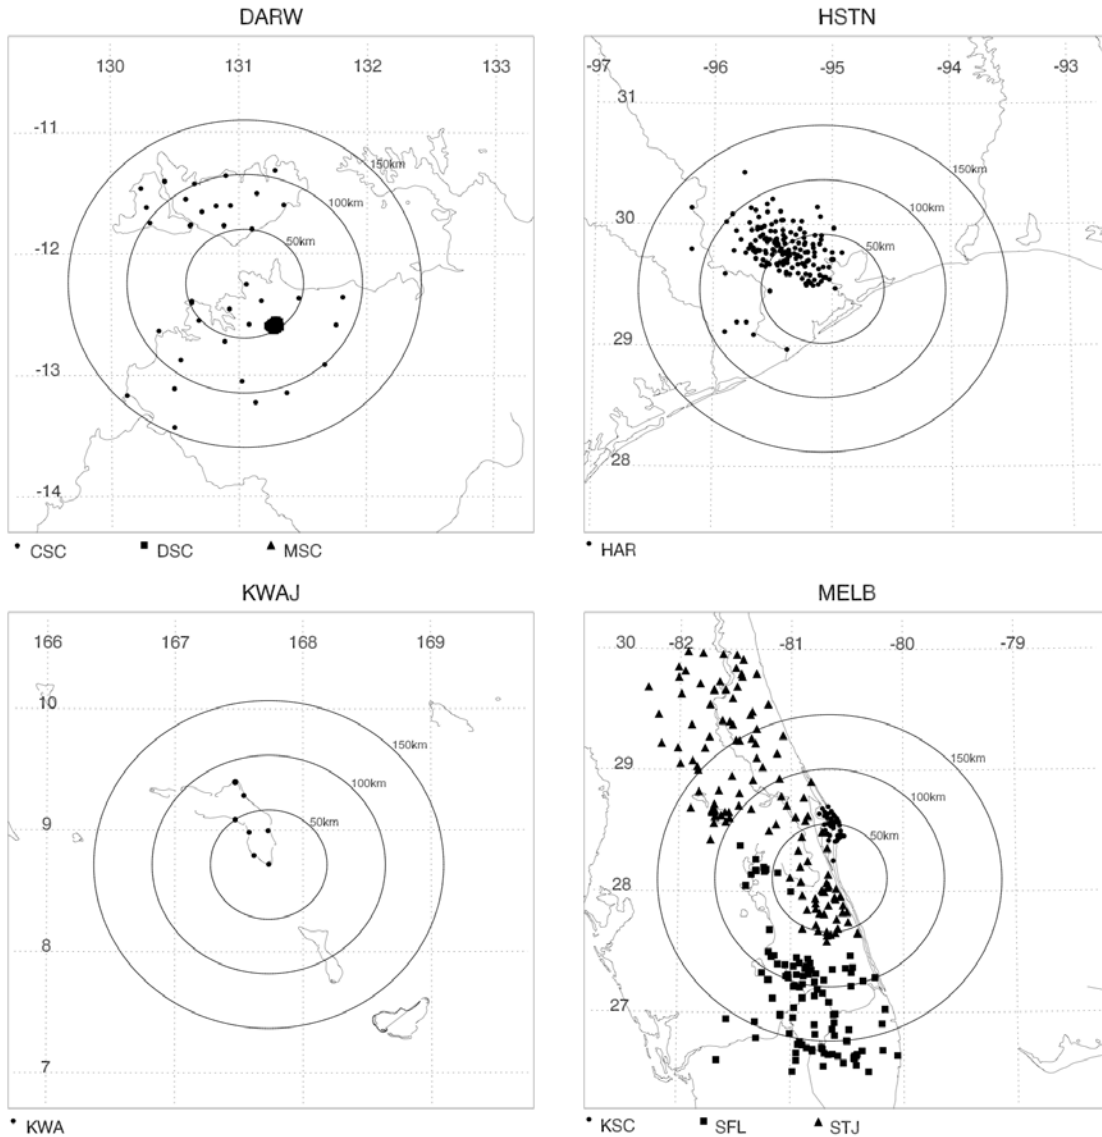 DARW
130 131 132 133
-11
150km
100km
-12
50km
-13
-14
CSC DSC MSC
HSTN
-97 -96 -95 -94 -93
31
150km
100km
30
50km
29
28
HAR
KWAJ
166 167 168 169
10
150km
100km
50km
9
8
7
KWA
MELB
30 -82 -81 -80 -79
29
150km
100km
50km
28
27
KSC SFL STJ